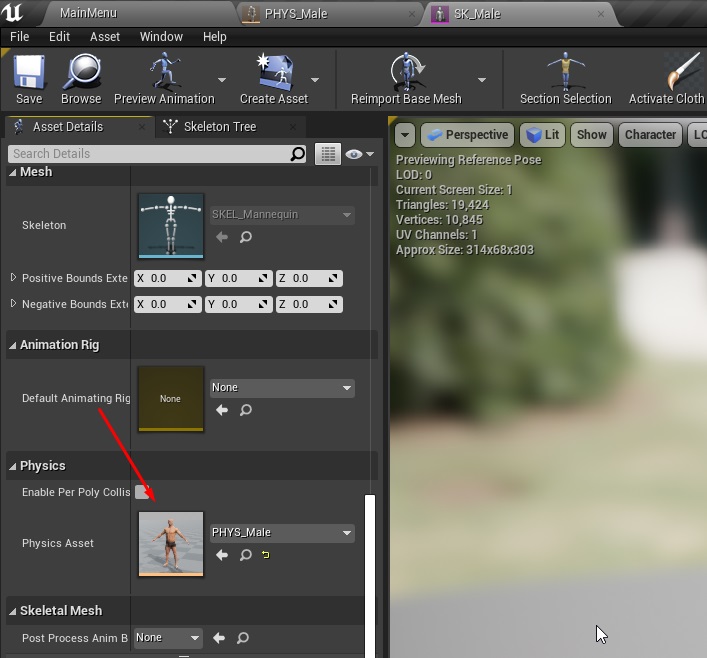 MainMenu
PHYS_Male
SK_Male
File Edit Asset Window Help
Save Browse Preview Animation Create Asset Reimport Base Mesh Section Selection Activate Cloth
Asset Details Skeleton Tree
Search Details
Perspective Lit Show Character LO
Previewing Reference Pose
LOD: 0
Current Screen Size: 1
Triangles: 19,424
Vertices: 10,845
UV Channels: 1
Approx Size: 314x68x303
Mesh
Skeleton
SKEL_Mannequin
Positive Bounds Exte X 0.0 Y 0.0 Z 0.0
Negative Bounds Exte X 0.0 Y 0.0 Z 0.0
Animation Rig
Default Animating Rig
None
None
Physics
Enable Per Poly Collis
Physics Asset
PHYS_Male
Skeletal Mesh
Post Process Anim B None